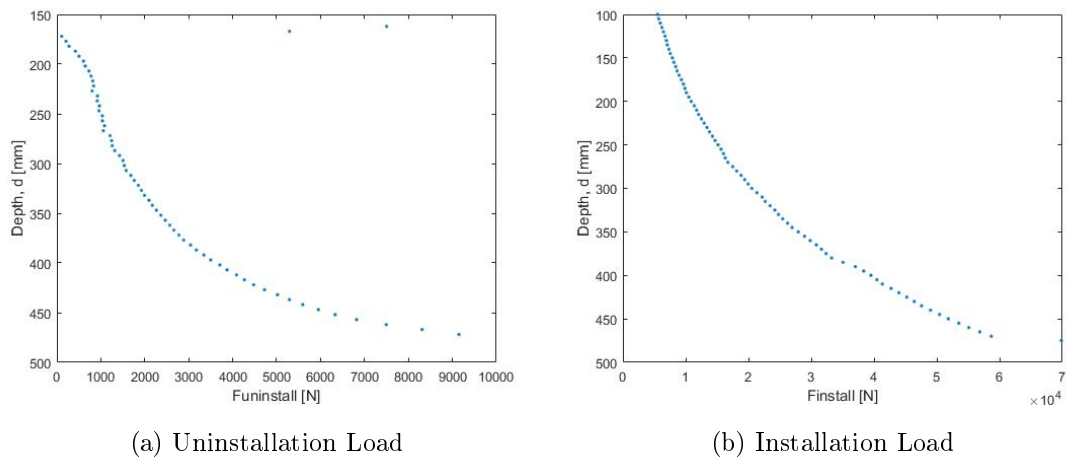 150
200
250
300
350
400
450
500
Depth, d [mm]
0 1000 2000 3000 4000 5000 6000 7000 8000 9000 10000
Funinstall [N]
(a) Uninstallation Load
100
150
200
250
300
350
400
450
500
Depth, d [mm]
0 1 2 3 4 5 6 7
×10⁴
Finstall [N]
(b) Installation Load